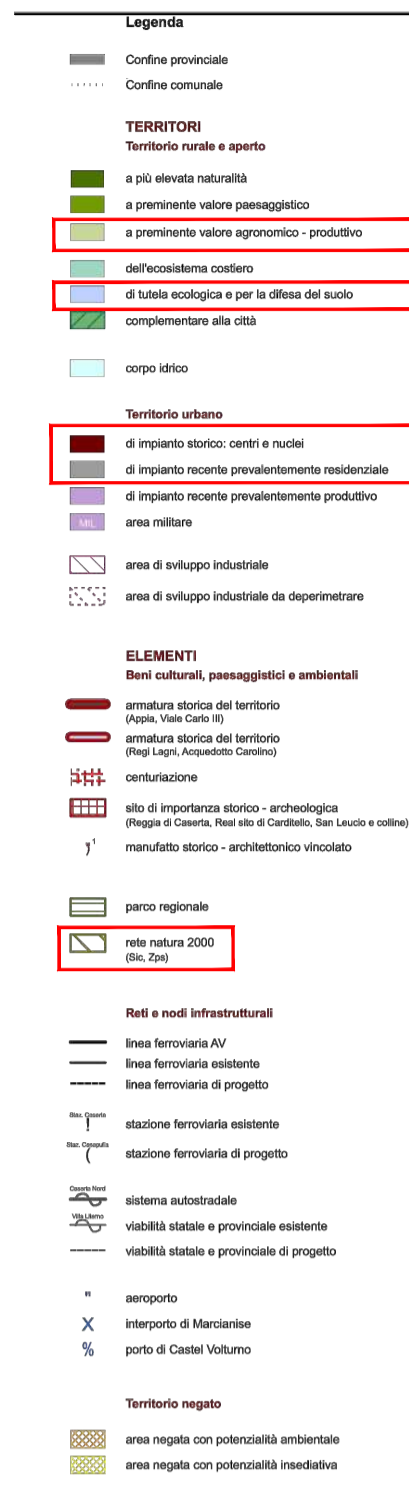 Legenda
Confine provinciale
Confine comunale
TERRITORI
Territorio rurale e aperto
a più elevata naturalità
a preminente valore paesaggistico
a preminente valore agronomico - produttivo
dell'ecosistema costiero
di tutela ecologica e per la difesa del suolo
complementare alla città
corpo idrico
Territorio urbano
di impianto storico: centri e nuclei
di impianto recente prevalentemente residenziale
di impianto recente prevalentemente produttivo
MIL area militare
area di sviluppo industriale
area di sviluppo industriale da deperimetrare
ELEMENTI
Beni culturali, paesaggistici e ambientali
armatura storica del territorio
(Appia, Viale Carlo III)
armatura storica del territorio
(Regi Lagni, Acquedotto Carolino)
centuriazione
sito di importanza storico - archeologica
(Reggia di Caserta, Real sito di Carditello, San Leucio e colline)
1 manufatto storico - architettonico vincolato
parco regionale
rete natura 2000
(Sic, Zps)
Reti e nodi infrastrutturali
linea ferroviaria AV
linea ferroviaria esistente
linea ferroviaria di progetto
Staz. Caserta
! stazione ferroviaria esistente
Staz. Casapulla
( stazione ferroviaria di progetto
Caserta Nord
sistema autostradale
Villa Literno
viabilità statale e provinciale esistente
viabilità statale e provinciale di progetto
" aeroporto
X interporto di Marcianise
% porto di Castel Volturno
Territorio negato
area negata con potenzialità ambientale
area negata con potenzialità insediativa